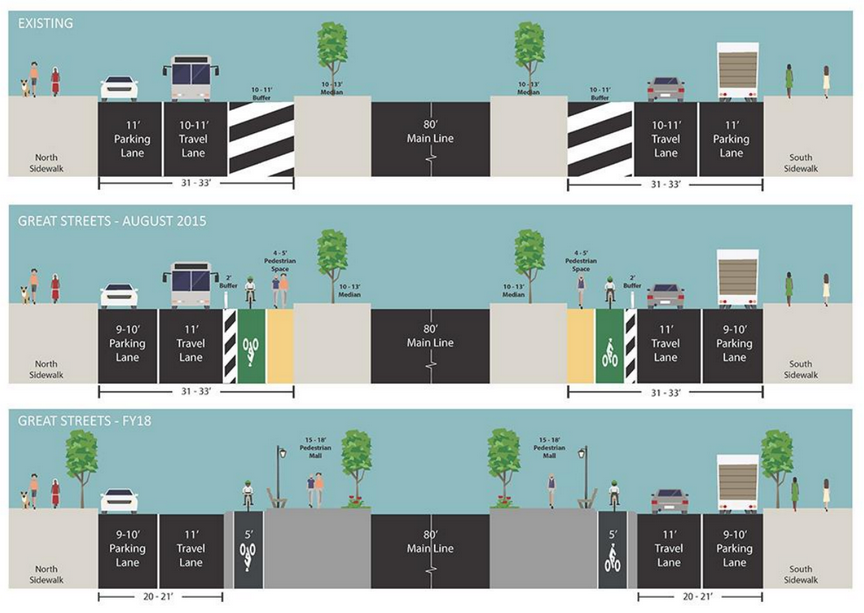 EXISTING
10 - 11'
Buffer
10 - 13'
Median
10 - 13'
Median
10 - 11'
Buffer
11'
Parking
Lane
10-11'
Travel
Lane
80'
Main Line
10-11'
Travel
Lane
11'
Parking
Lane
North
Sidewalk
South
Sidewalk
31 - 33'
31 - 33'
GREAT STREETS - AUGUST 2015
2'
Buffer
4 - 5'
Pedestrian
Space
10 - 13'
Median
10 - 13'
Median
4 - 5'
Pedestrian
Space
2'
Buffer
9-10'
Parking
Lane
11'
Travel
Lane
80'
Main Line
11'
Travel
Lane
9-10'
Parking
Lane
North
Sidewalk
South
Sidewalk
31 - 33'
31 - 33'
GREAT STREETS - FY18
15 - 18'
Pedestrian
Mall
15 - 18'
Pedestrian
Mall
9-10'
Parking
Lane
11'
Travel
Lane
5'
80'
Main Line
5'
11'
Travel
Lane
9-10'
Parking
Lane
North
Sidewalk
South
Sidewalk
20 - 21'
20 - 21'